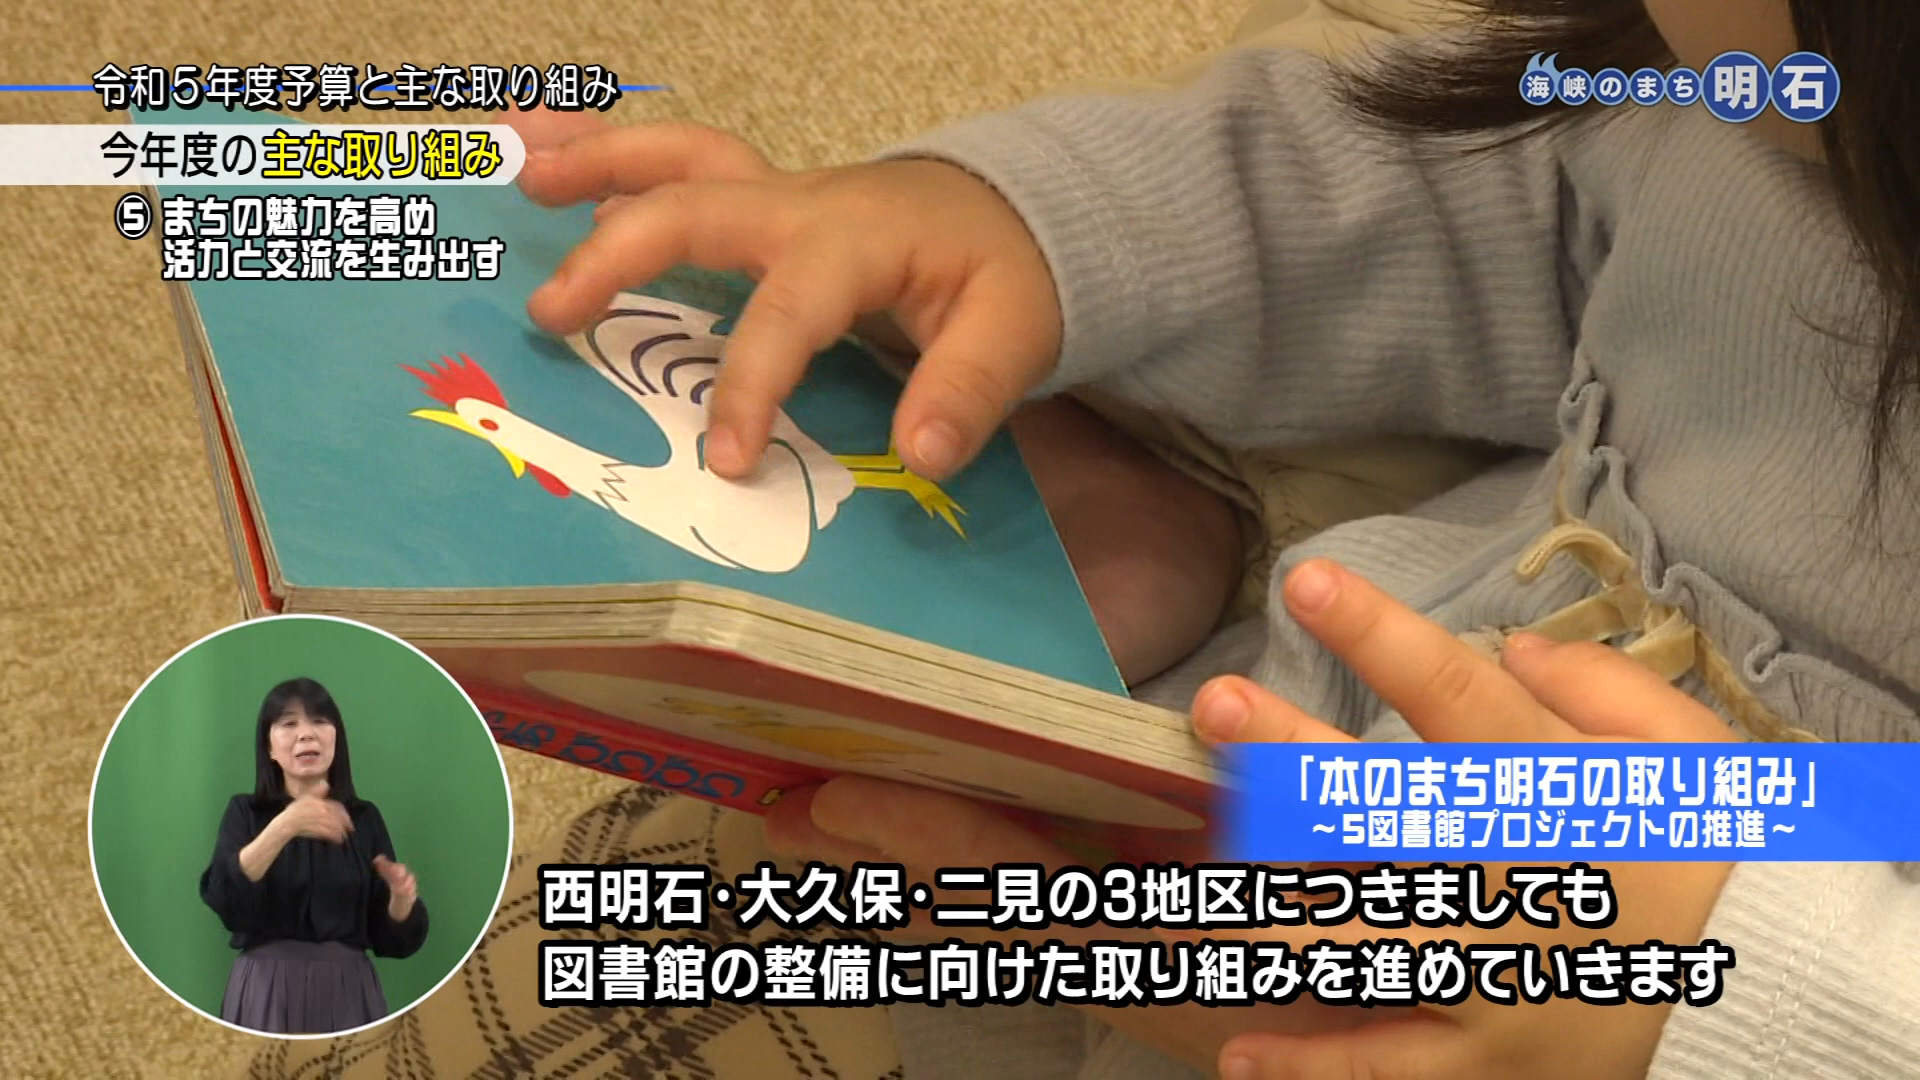 令和5年度予算と主な取り組み
海峡のまち明石
今年度の主な取り組み
⑤ まちの魅力を高め
活力と交流を生み出す
「本のまち明石の取り組み」
~5図書館プロジェクトの推進~
西明石・大久保・二見の3地区につきましても
図書館の整備に向けた取り組みを進めていきます